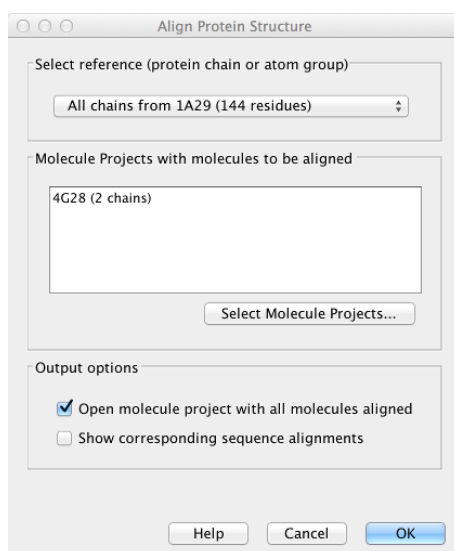 Align Protein Structure
Select reference (protein chain or atom group)
All chains from 1A29 (144 residues)
Molecule Projects with molecules to be aligned
4G28 (2 chains)
Select Molecule Projects...
Output options
Open molecule project with all molecules aligned
Show corresponding sequence alignments
Help
Cancel
OK